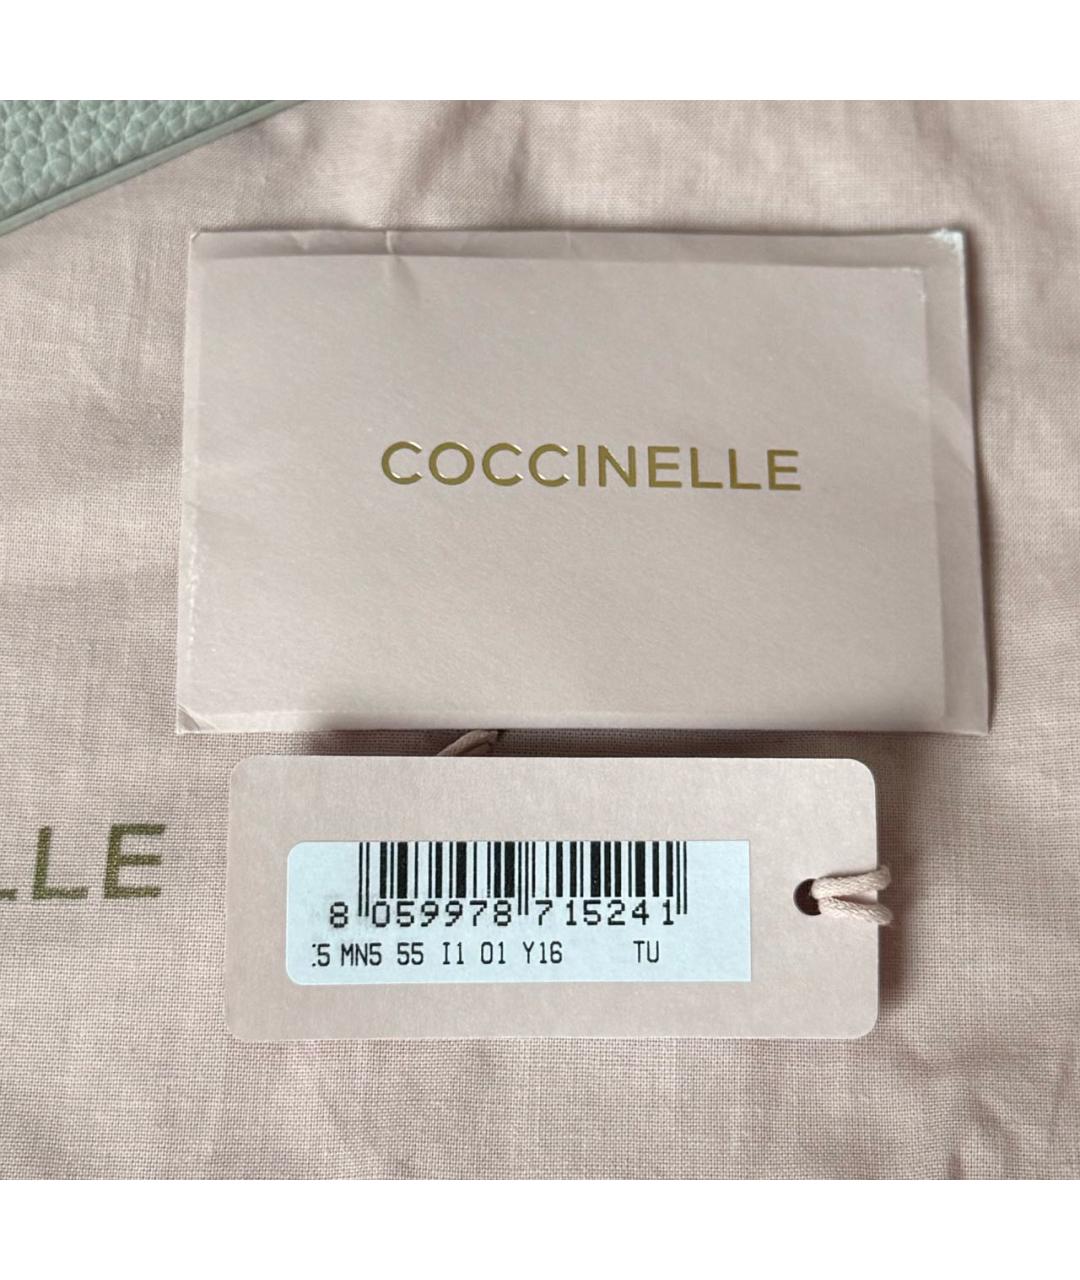 COCCINELLE
LLE
8 059978 715241
:5 MN5 55 I1 01 Y16 TU